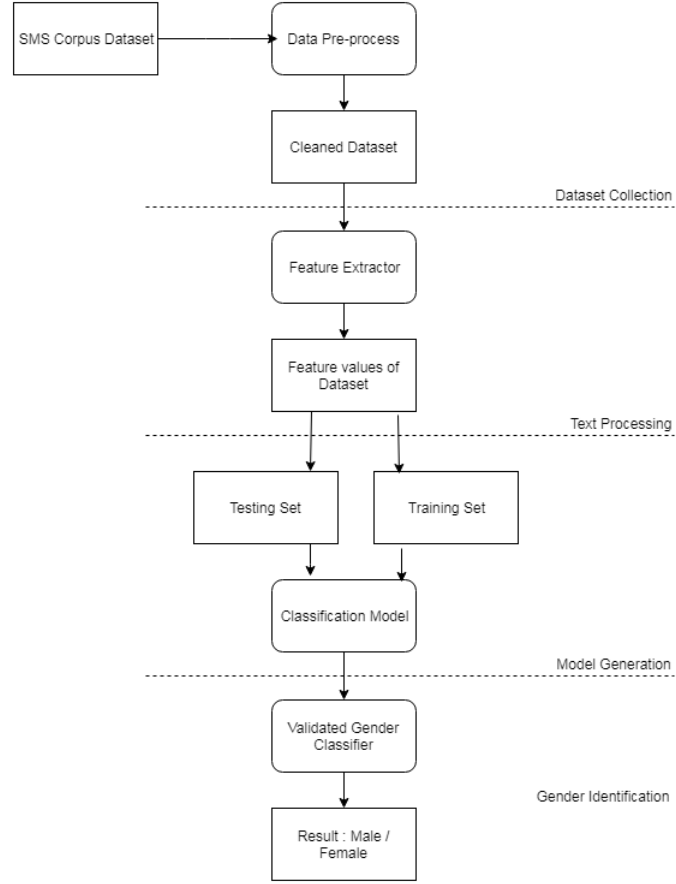 SMS Corpus Dataset
Data Pre-process
Cleaned Dataset
Dataset Collection
Feature Extractor
Feature values of
Dataset
Text Processing
Testing Set
Training Set
Classification Model
Model Generation
Validated Gender
Classifier
Gender Identification
Result : Male /
Female